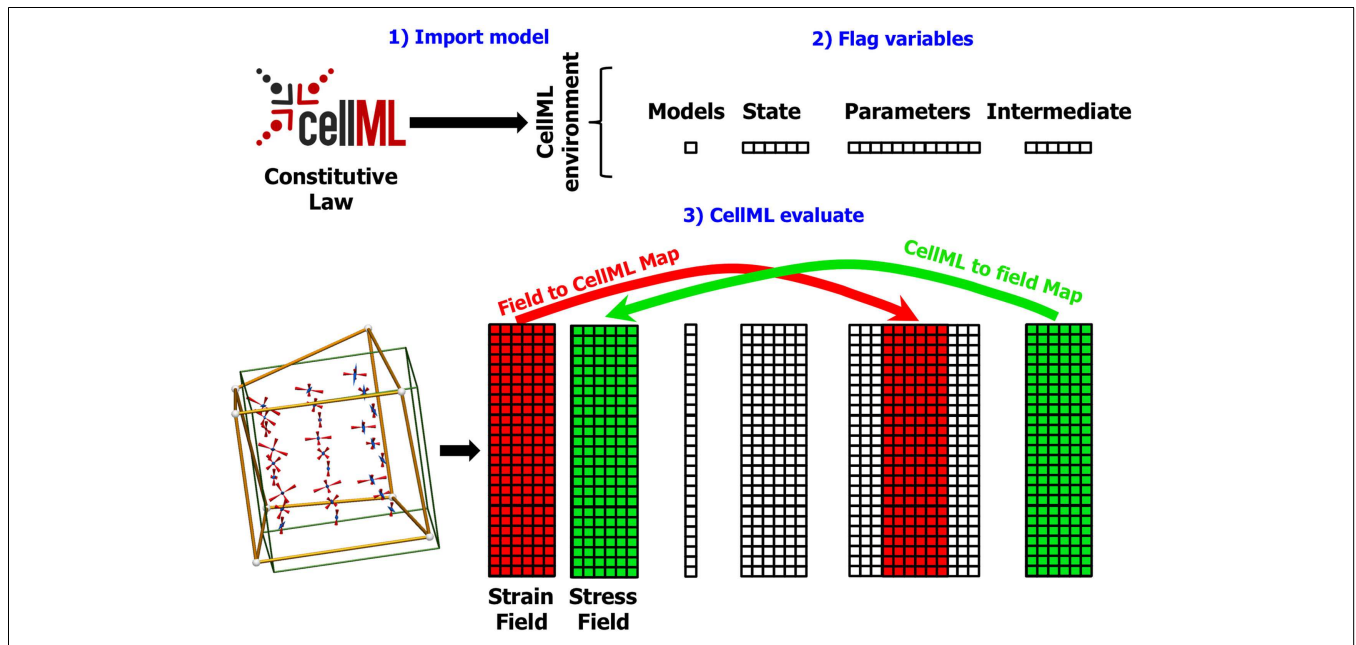 1) Import model
2) Flag variables
cellML
Constitutive
Law
CellML
environment
Models State Parameters Intermediate
3) CellML evaluate
Field to CellML Map
CellML to field Map
Strain Stress
Field Field